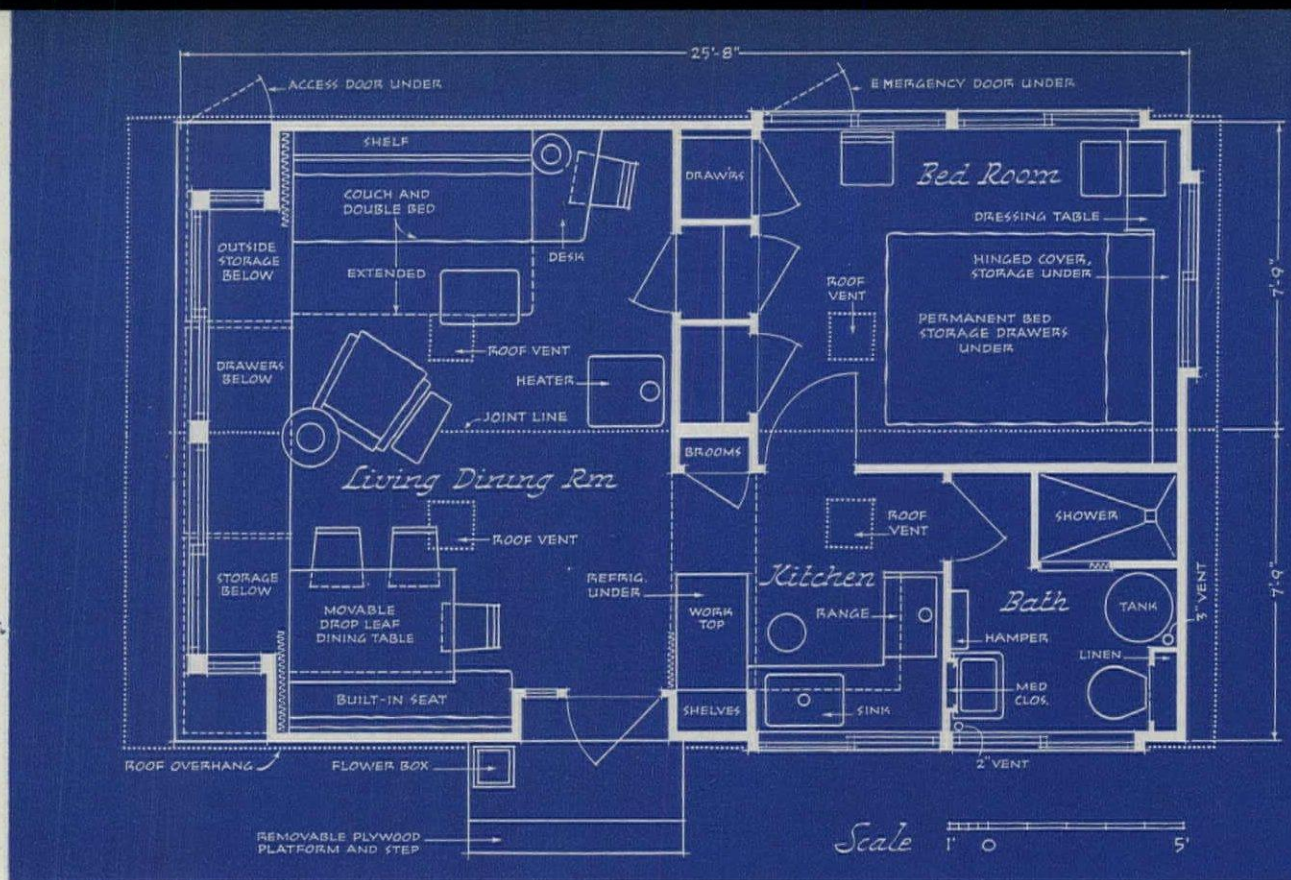 25'-8"
ACCESS DOOR UNDER
EMERGENCY DOOR UNDER
SHELF
COUCH AND
DOUBLE BED
DESK
EXTENDED
OUTSIDE
STORAGE
BELOW
DRAWERS
BELOW
STORAGE
BELOW
ROOF VENT
HEATER
JOINT LINE
Living Dining Rm
ROOF VENT
MOVABLE
DROP LEAF
DINING TABLE
BUILT-IN SEAT
DRAW'RS
BROOMS
REFRIG.
UNDER
WORK
TOP
SHELVES
Bed Room
DRESSING TABLE
HINGED COVER,
STORAGE UNDER
ROOF
VENT
PERMANENT BED
STORAGE DRAWERS
UNDER
7'-9"
ROOF
VENT
Kitchen
RANGE
SINK
SHOWER
Bath
TANK
HAMPER
LINEN
MED
CLOS.
3" VENT
7'-9"
2" VENT
ROOF OVERHANG
FLOWER BOX
REMOVABLE PLYWOOD
PLATFORM AND STEP
Scale 1' 0 5'